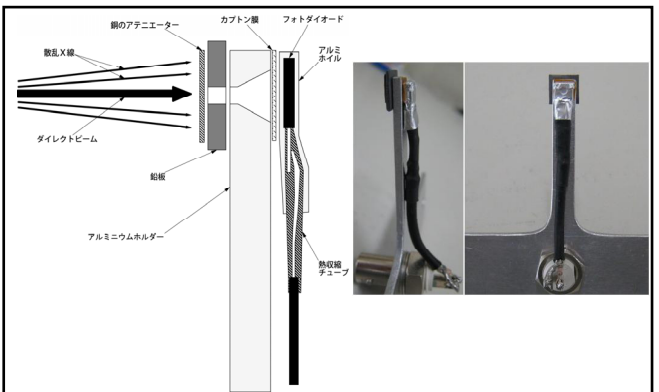 銅のアテニエーター
カプトン膜
フォトダイオード
散乱X線
アルミ
ホイル
ダイレクトビーム
鉛板
アルミニウムホルダー
熱収縮
チューブ